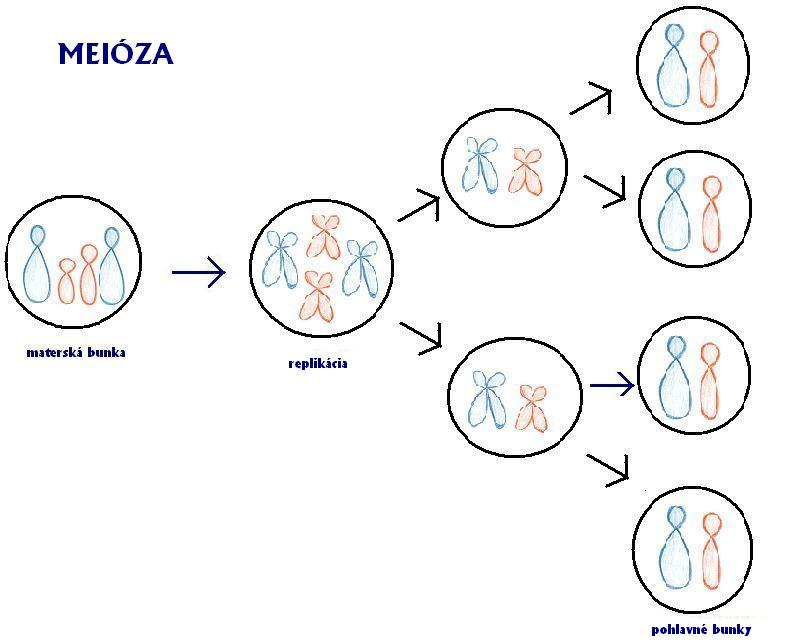 MEIÓZA
materská bunka
replikácia
pohlavné bunky